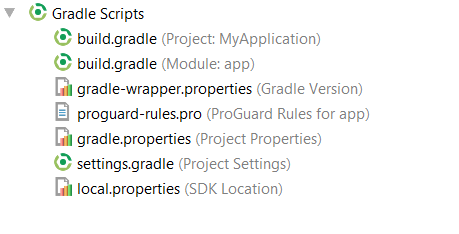 Gradle Scripts
build.gradle (Project: MyApplication)
build.gradle (Module: app)
gradle-wrapper.properties (Gradle Version)
proguard-rules.pro (ProGuard Rules for app)
gradle.properties (Project Properties)
settings.gradle (Project Settings)
local.properties (SDK Location)